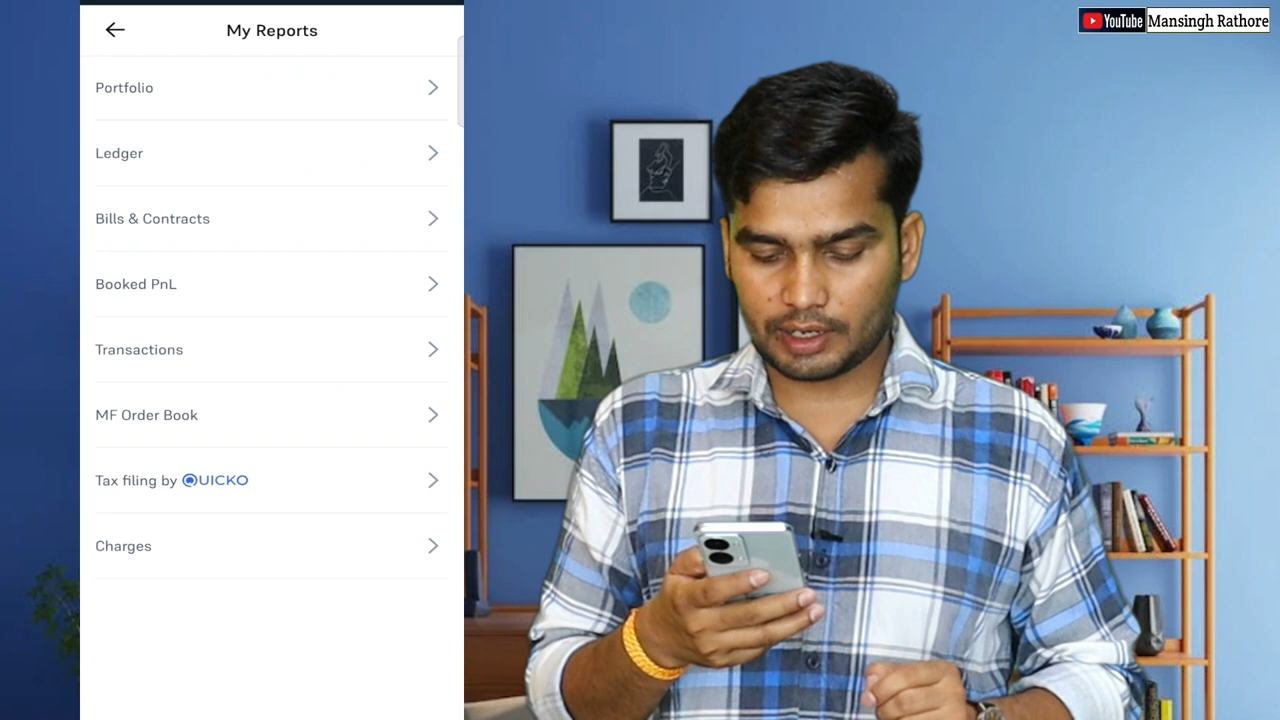 My Reports
Portfolio
Ledger
Bills & Contracts
Booked PnL
Transactions
MF Order Book
Tax filing by QUICKO
Charges
YouTube Mansingh Rathore